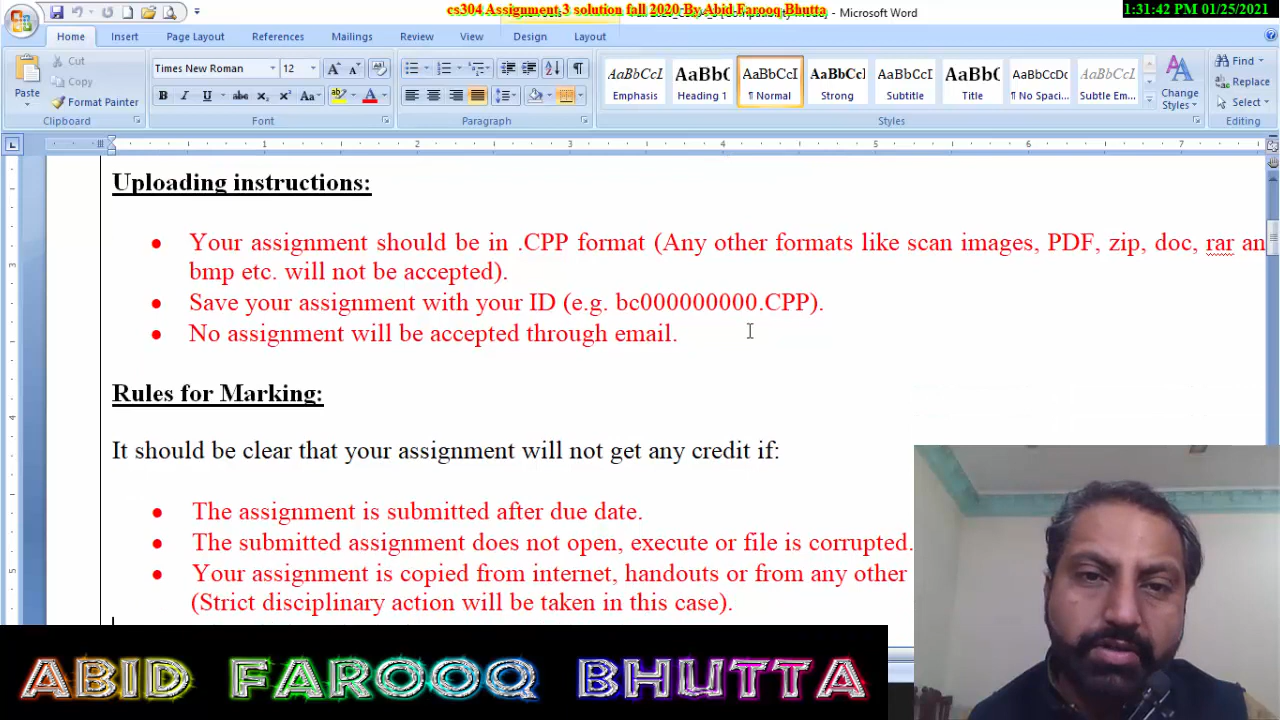 cs304 Assignment 3 solution fall 2020 By Abid Farooq Bhutta
- Microsoft Word
1:31:42 PM 01/25/2021
Home Insert Page Layout References Mailings Review View Design Layout
Cut
Copy
Format Painter
Paste
Clipboard
Times New Roman 12
Font
Paragraph
AaBbCcI AaBbC AaBbCcI AaBbCcI AaBbCcI AaBbC AaBbCcDc AaBbCcI
Emphasis Heading 1 ¶ Normal Strong Subtitle Title ¶ No Spaci... Subtle Em...
Change
Styles
Styles
Find
Replace
Select
Editing
1 2 3 4 5 6 7
Uploading instructions:
• Your assignment should be in .CPP format (Any other formats like scan images, PDF, zip, doc, rar an
bmp etc. will not be accepted).
• Save your assignment with your ID (e.g. bc000000000.CPP).
• No assignment will be accepted through email.
Rules for Marking:
It should be clear that your assignment will not get any credit if:
• The assignment is submitted after due date.
• The submitted assignment does not open, execute or file is corrupted.
• Your assignment is copied from internet, handouts or from any other
(Strict disciplinary action will be taken in this case).
ABID FAROOQ BHUTTA